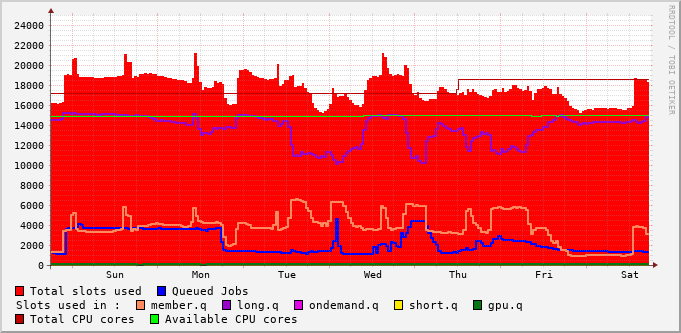 RRDTOOL / TOBI OETIKER
24000
22000
20000
18000
16000
14000
12000
10000
8000
6000
4000
2000
0
Sun Mon Tue Wed Thu Fri Sat
Total slots used Queued Jobs
Slots used in : member.q long.q ondemand.q short.q gpu.q
Total CPU cores Available CPU cores